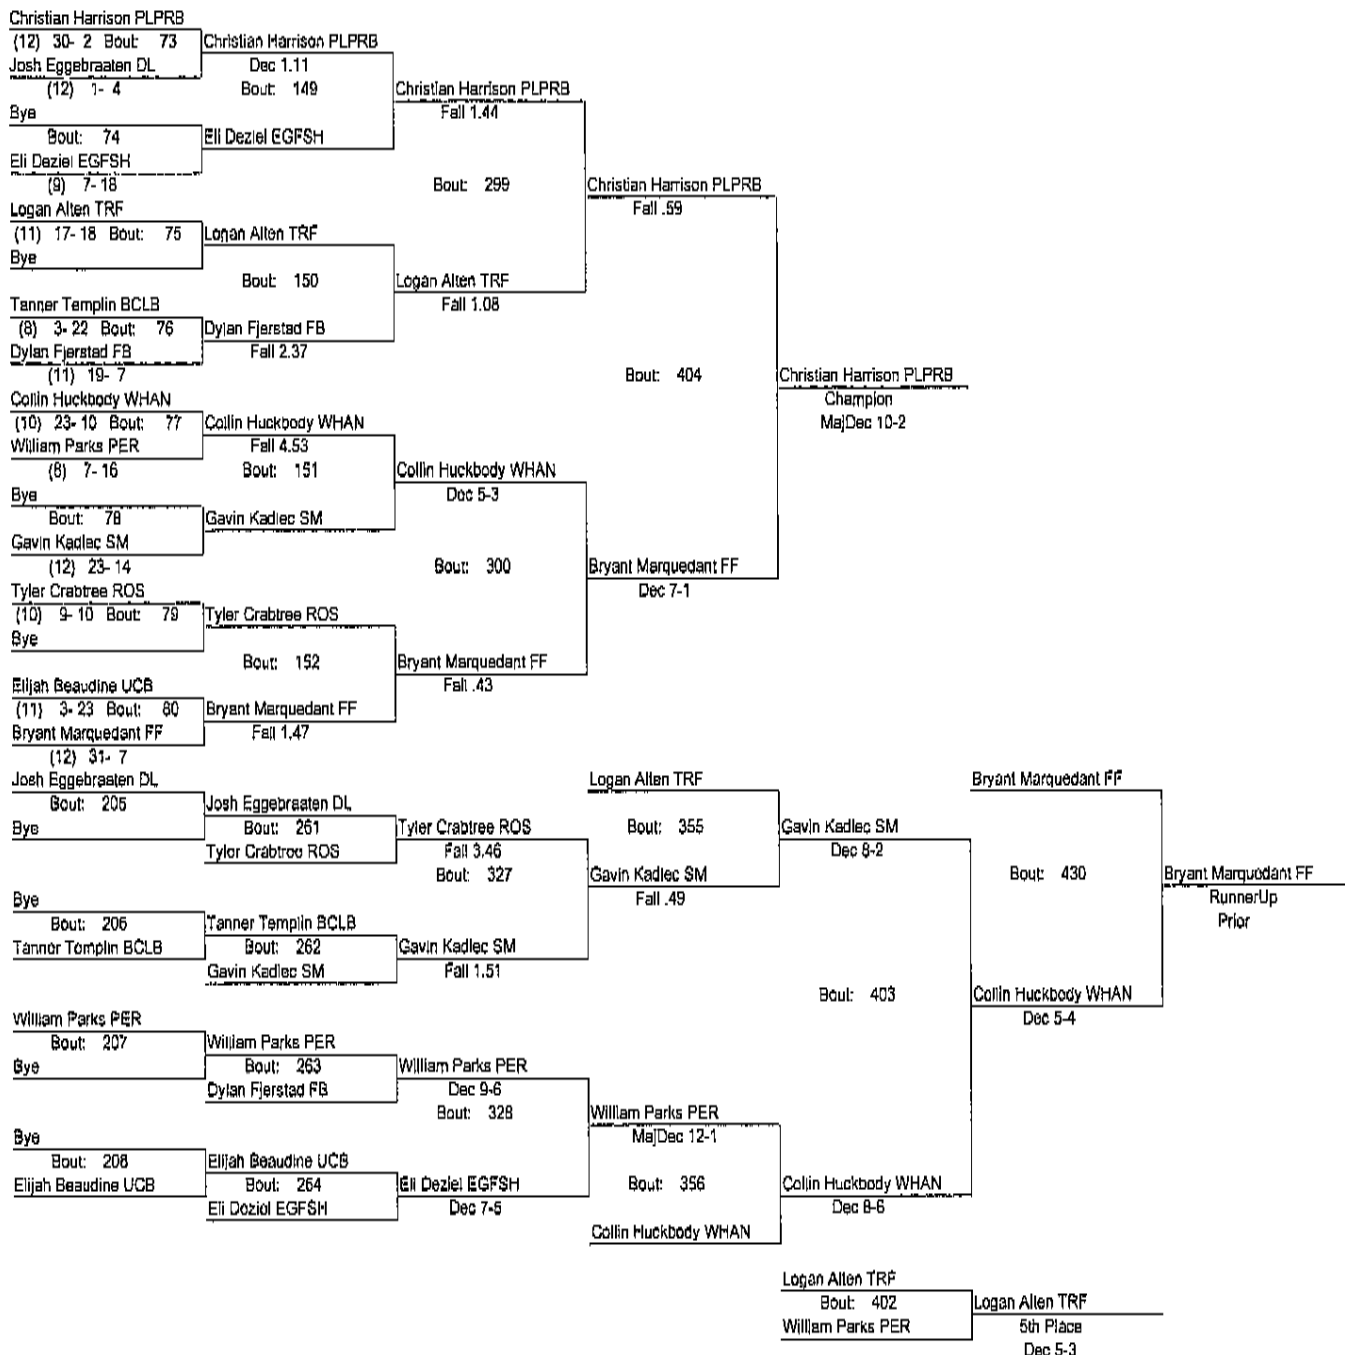 Christian Harrison PLPRB
(12) 30- 2 Bout: 73
Josh Eggebraaten DL
(12) 1- 4
Bye
Bout: 74
Eli Deziel EGFSH
(9) 7-18
Logan Alten TRF
(11) 17- 18 Bout: 75
Bye
Tanner Templin BCLB
(8) 3- 22 Bout: 76
Dylan Fjerstad FB
(11) 19- 7
Collin Huckbody WHAN
(10) 23- 10 Bout: 77
William Parks PER
(8) 7- 16
Bye
Bout: 78
Gavin Kadlec SM
(12) 23- 14
Tyler Crabtree ROS
(10) 9- 10 Bout: 79
Bye
Elijah Beaudine UCB
(11) 3- 23 Bout: 80
Bryant Marquedant FF
(12) 31- 7
Christian Harrison PLPRB
Dec 1.11
Bout: 149
Eli Deziel EGFSH
Logan Alten TRF
Bout: 150
Dylan Fjerstad FB
Fall 2.37
Collin Huckbody WHAN
Fall 4.53
Bout: 151
Gavin Kadlec SM
Tyler Crabtree ROS
Bout: 152
Bryant Marquedant FF
Fall 1.47
Christian Harrison PLPRB
Fall 1.44
Bout: 299
Logan Alten TRF
Fall 1.08
Collin Huckbody WHAN
Dec 5-3
Bout: 300
Bryant Marquedant FF
Fall .43
Christian Harrison PLPRB
Fall .59
Bout: 404
Bryant Marquedant FF
Dec 7-1
Christian Harrison PLPRB
Champion
MajDec 10-2
Josh Eggebraaten DL
Bout: 205
Bye
Bye
Bout: 206
Tanner Templin BCLB
William Parks PER
Bout: 207
Bye
Bye
Bout: 208
Elijah Beaudine UCB
Josh Eggebraaten DL
Bout: 261
Tyler Crabtree ROS
Tanner Templin BCLB
Bout: 262
Gavin Kadlec SM
William Parks PER
Bout: 263
Dylan Fjerstad FB
Elijah Beaudine UCB
Bout: 264
Eli Deziel EGFSH
Tyler Crabtree ROS
Fall 3.46
Bout: 327
Gavin Kadlec SM
Fall 1.51
William Parks PER
Dec 9-6
Bout: 328
Eli Deziel EGFSH
Dec 7-5
Logan Alten TRF
Bout: 355
Gavin Kadlec SM
Fall .49
William Parks PER
MajDec 12-1
Bout: 356
Collin Huckbody WHAN
Gavin Kadlec SM
Dec 8-2
Bout: 403
Collin Huckbody WHAN
Dec 8-6
Bryant Marquedant FF
Bout: 430
Collin Huckbody WHAN
Dec 5-4
Bryant Marquedant FF
RunnerUp
Prior
Logan Alten TRF
Bout: 402
William Parks PER
Logan Alten TRF
5th Place
Dec 5-3